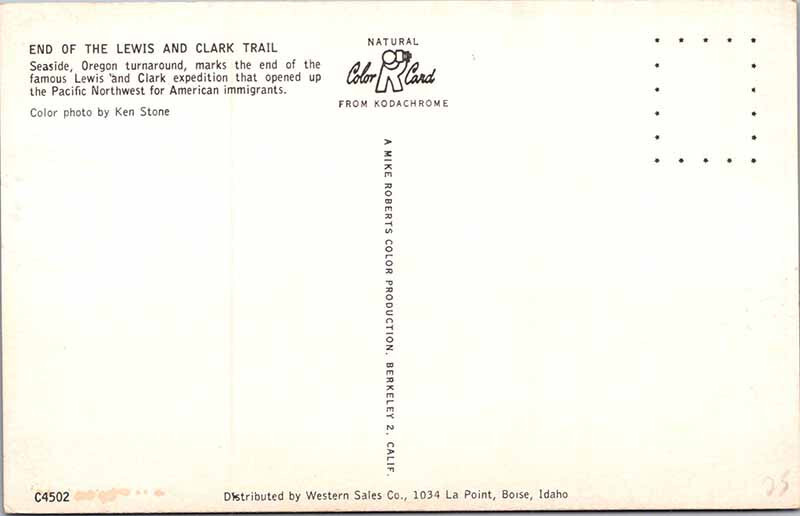 END OF THE LEWIS AND CLARK TRAIL
Seaside, Oregon turnaround, marks the end of the
famous Lewis and Clark expedition that opened up
the Pacific Northwest for American immigrants.
Color photo by Ken Stone
NATURAL
Color Card
FROM KODACHROME
A MIKE ROBERTS COLOR PRODUCTION, BERKELEY 2, CALIF.
C4502
Distributed by Western Sales Co., 1034 La Point, Boise, Idaho